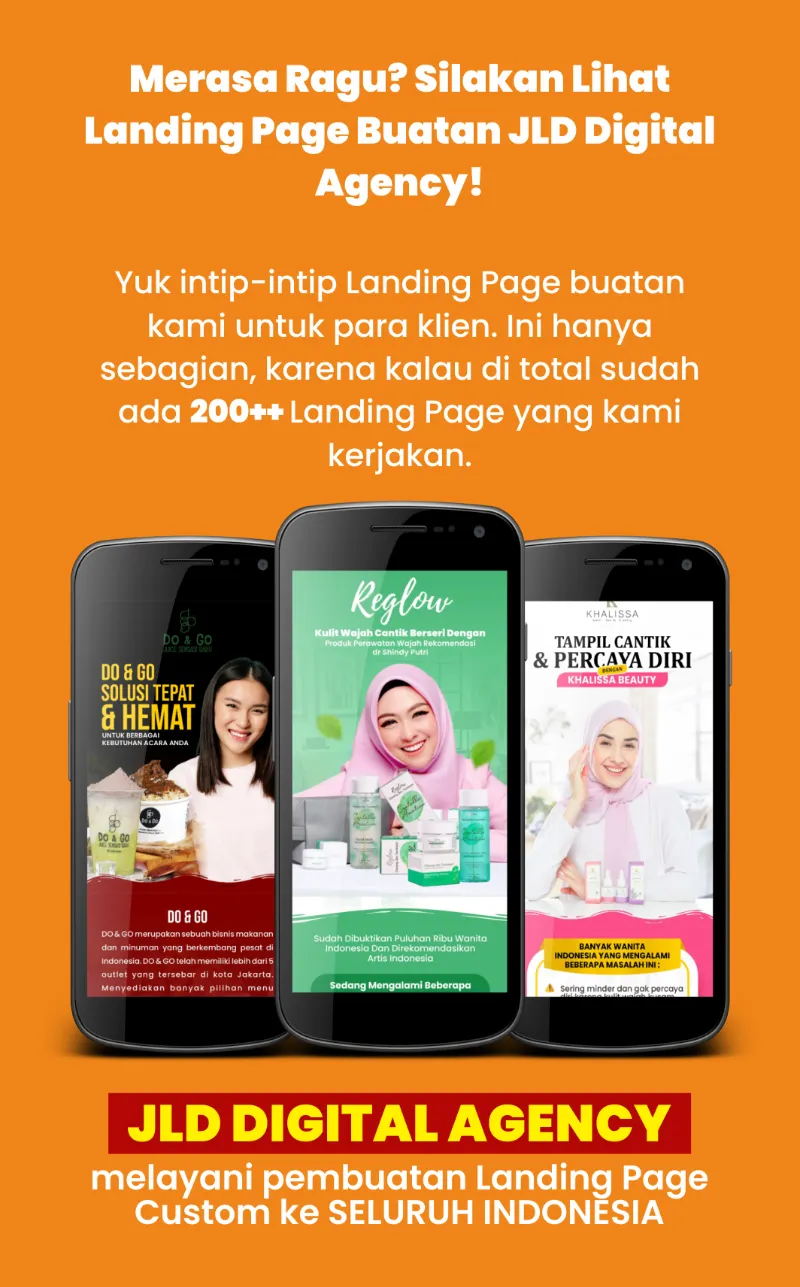 Merasa Ragu? Silakan Lihat
Landing Page Buatan JLD Digital
Agency!
Yuk intip-intip Landing Page buatan
kami untuk para klien. Ini hanya
sebagian, karena kalau di total sudah
ada 200++ Landing Page yang kami
kerjakan.
DO & GO
DO & GO
SOLUSI TEPAT
& HEMAT
UNTUK BERBAGAI
KEBUTUHAN ACARA ANDA
DO & GO
DO & GO
DO & GO
DO & GO merupakan sebuah bisnis makanan
dan minuman yang berkembang pesat di
Indonesia. DO & GO telah memiliki lebih dari 5
outlet yang tersebar di kota Jakarta.
Menyediakan banyak pilihan menu
Reglow
Kulit Wajah Cantik Berseri Dengan
Produk Perawatan Wajah Rekomendasi
dr Shindy Putri
Sudah Dibuktikan Puluhan Ribu Wanita
Indonesia Dan Direkomendasikan
Artis Indonesia
Sedang Mengalami Beberapa
KHALISSA
TAMPIL CANTIK
& PERCAYA DIRI
DENGAN
KHALISSA BEAUTY
BANYAK WANITA
INDONESIA YANG MENGALAMI
BEBERAPA MASALAH INI :
Sering minder dan gak percaya
diri karena kulit wajah kusam
JLD DIGITAL AGENCY
melayani pembuatan Landing Page
Custom ke SELURUH INDONESIA